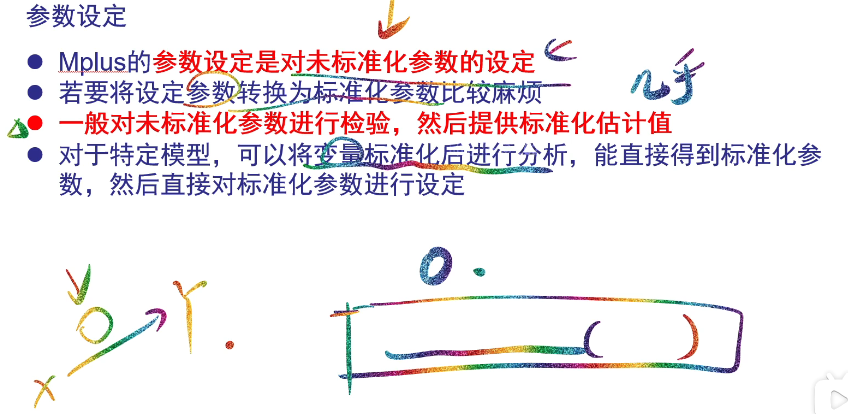 参数设定
Mplus的参数设定是对未标准化参数的设定
若要将设定参数转换为标准化参数比较麻烦
几乎
一般对未标准化参数进行检验，然后提供标准化估计值
对于特定模型，可以将变量标准化后进行分析，能直接得到标准化参
数，然后直接对标准化参数进行设定
0.
Y
X
( )